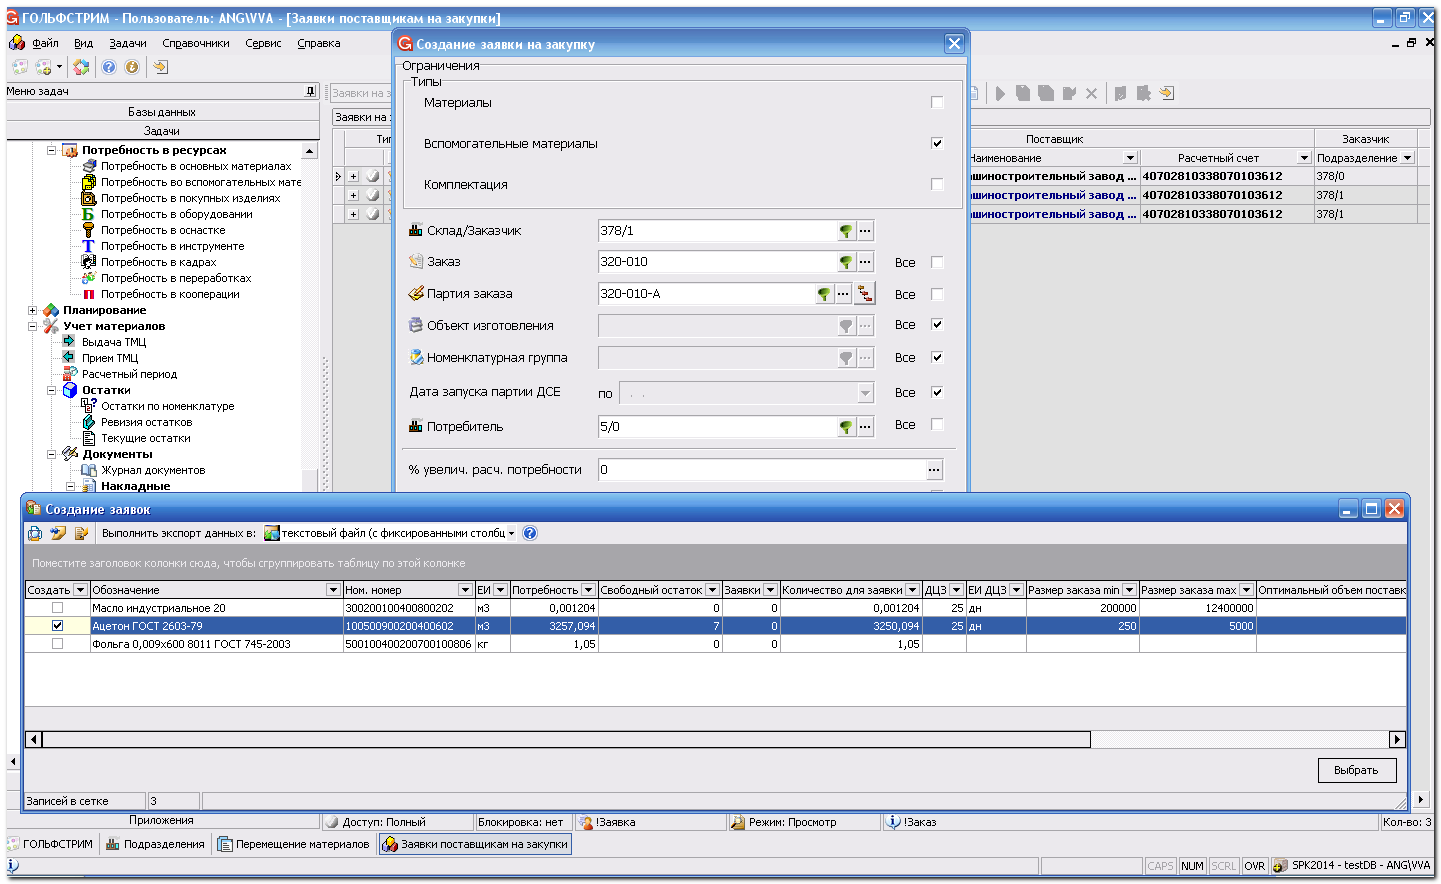 ГОЛЬФСТРИМ - Пользователь: ANG\VVA - [Заявки поставщикам на закупки]
Файл Вид Задачи Справочники Сервис Справка
Меню задач
Базы данных
Задачи
Потребность в ресурсах
Потребность в основных материалах
Потребность во вспомогательных мате
Потребность в покупных изделиях
Потребность в оборудовании
Потребность в оснастке
Потребность в инструменте
Потребность в кадрах
Потребность в переработках
Потребность в кооперации
Планирование
Учет материалов
Выдача ТМЦ
Прием ТМЦ
Расчетный период
Остатки
Остатки по номенклатуре
Ревизия остатков
Текущие остатки
Документы
Журнал документов
Накладные
Заявки на з
Заявки на
Ти
Создание заявки на закупку
Ограничения
Типы
Материалы
Вспомогательные материалы
Комплектация
Склад/Заказчик 378/1
Заказ 320-010 Все
Партия заказа 320-010-А Все
Объект изготовления Все
Номенклатурная группа Все
Дата запуска партии ДСЕ по . . Все
Потребитель 5/0 Все
% увелич. расч. потребности 0
Поставщик Заказчик
Наименование Расчетный счет Подразделение
шиностроительный завод ... 40702810338070103612 378/0
шиностроительный завод ... 40702810338070103612 378/1
шиностроительный завод ... 40702810338070103612 378/1
Создание заявок
Выполнить экспорт данных в: текстовый файл (с фиксированными столбц
Поместите заголовок колонки сюда, чтобы сгруппировать таблицу по этой колонке
Создать Обозначение Ном. номер ЕИ Потребность Свободный остаток Заявки Количество для заявки ДЦЗ ЕИ ДЦЗ Размер заказа min Размер заказа max Оптимальный объем поставк
Масло индустриальное 20 300200100400800202 м3 0,001204 0 0 0,001204 25 дн 200000 12400000
Ацетон ГОСТ 2603-79 100500900200400602 м3 3257,094 7 0 3250,094 25 дн 250 5000
Фольга 0,009х600 8011 ГОСТ 745-2003 500100400200700100806 кг 1,05 0 0 1,05
Выбрать
Записей в сетке 3
Приложения Доступ: Полный Блокировка: нет !Заявка Режим: Просмотр !Заказ Кол-во: 3
ГОЛЬФСТРИМ Подразделения Перемещение материалов Заявки поставщикам на закупки
CAPS NUM SCRL OVR SPK2014 - testDB - ANG\VVA